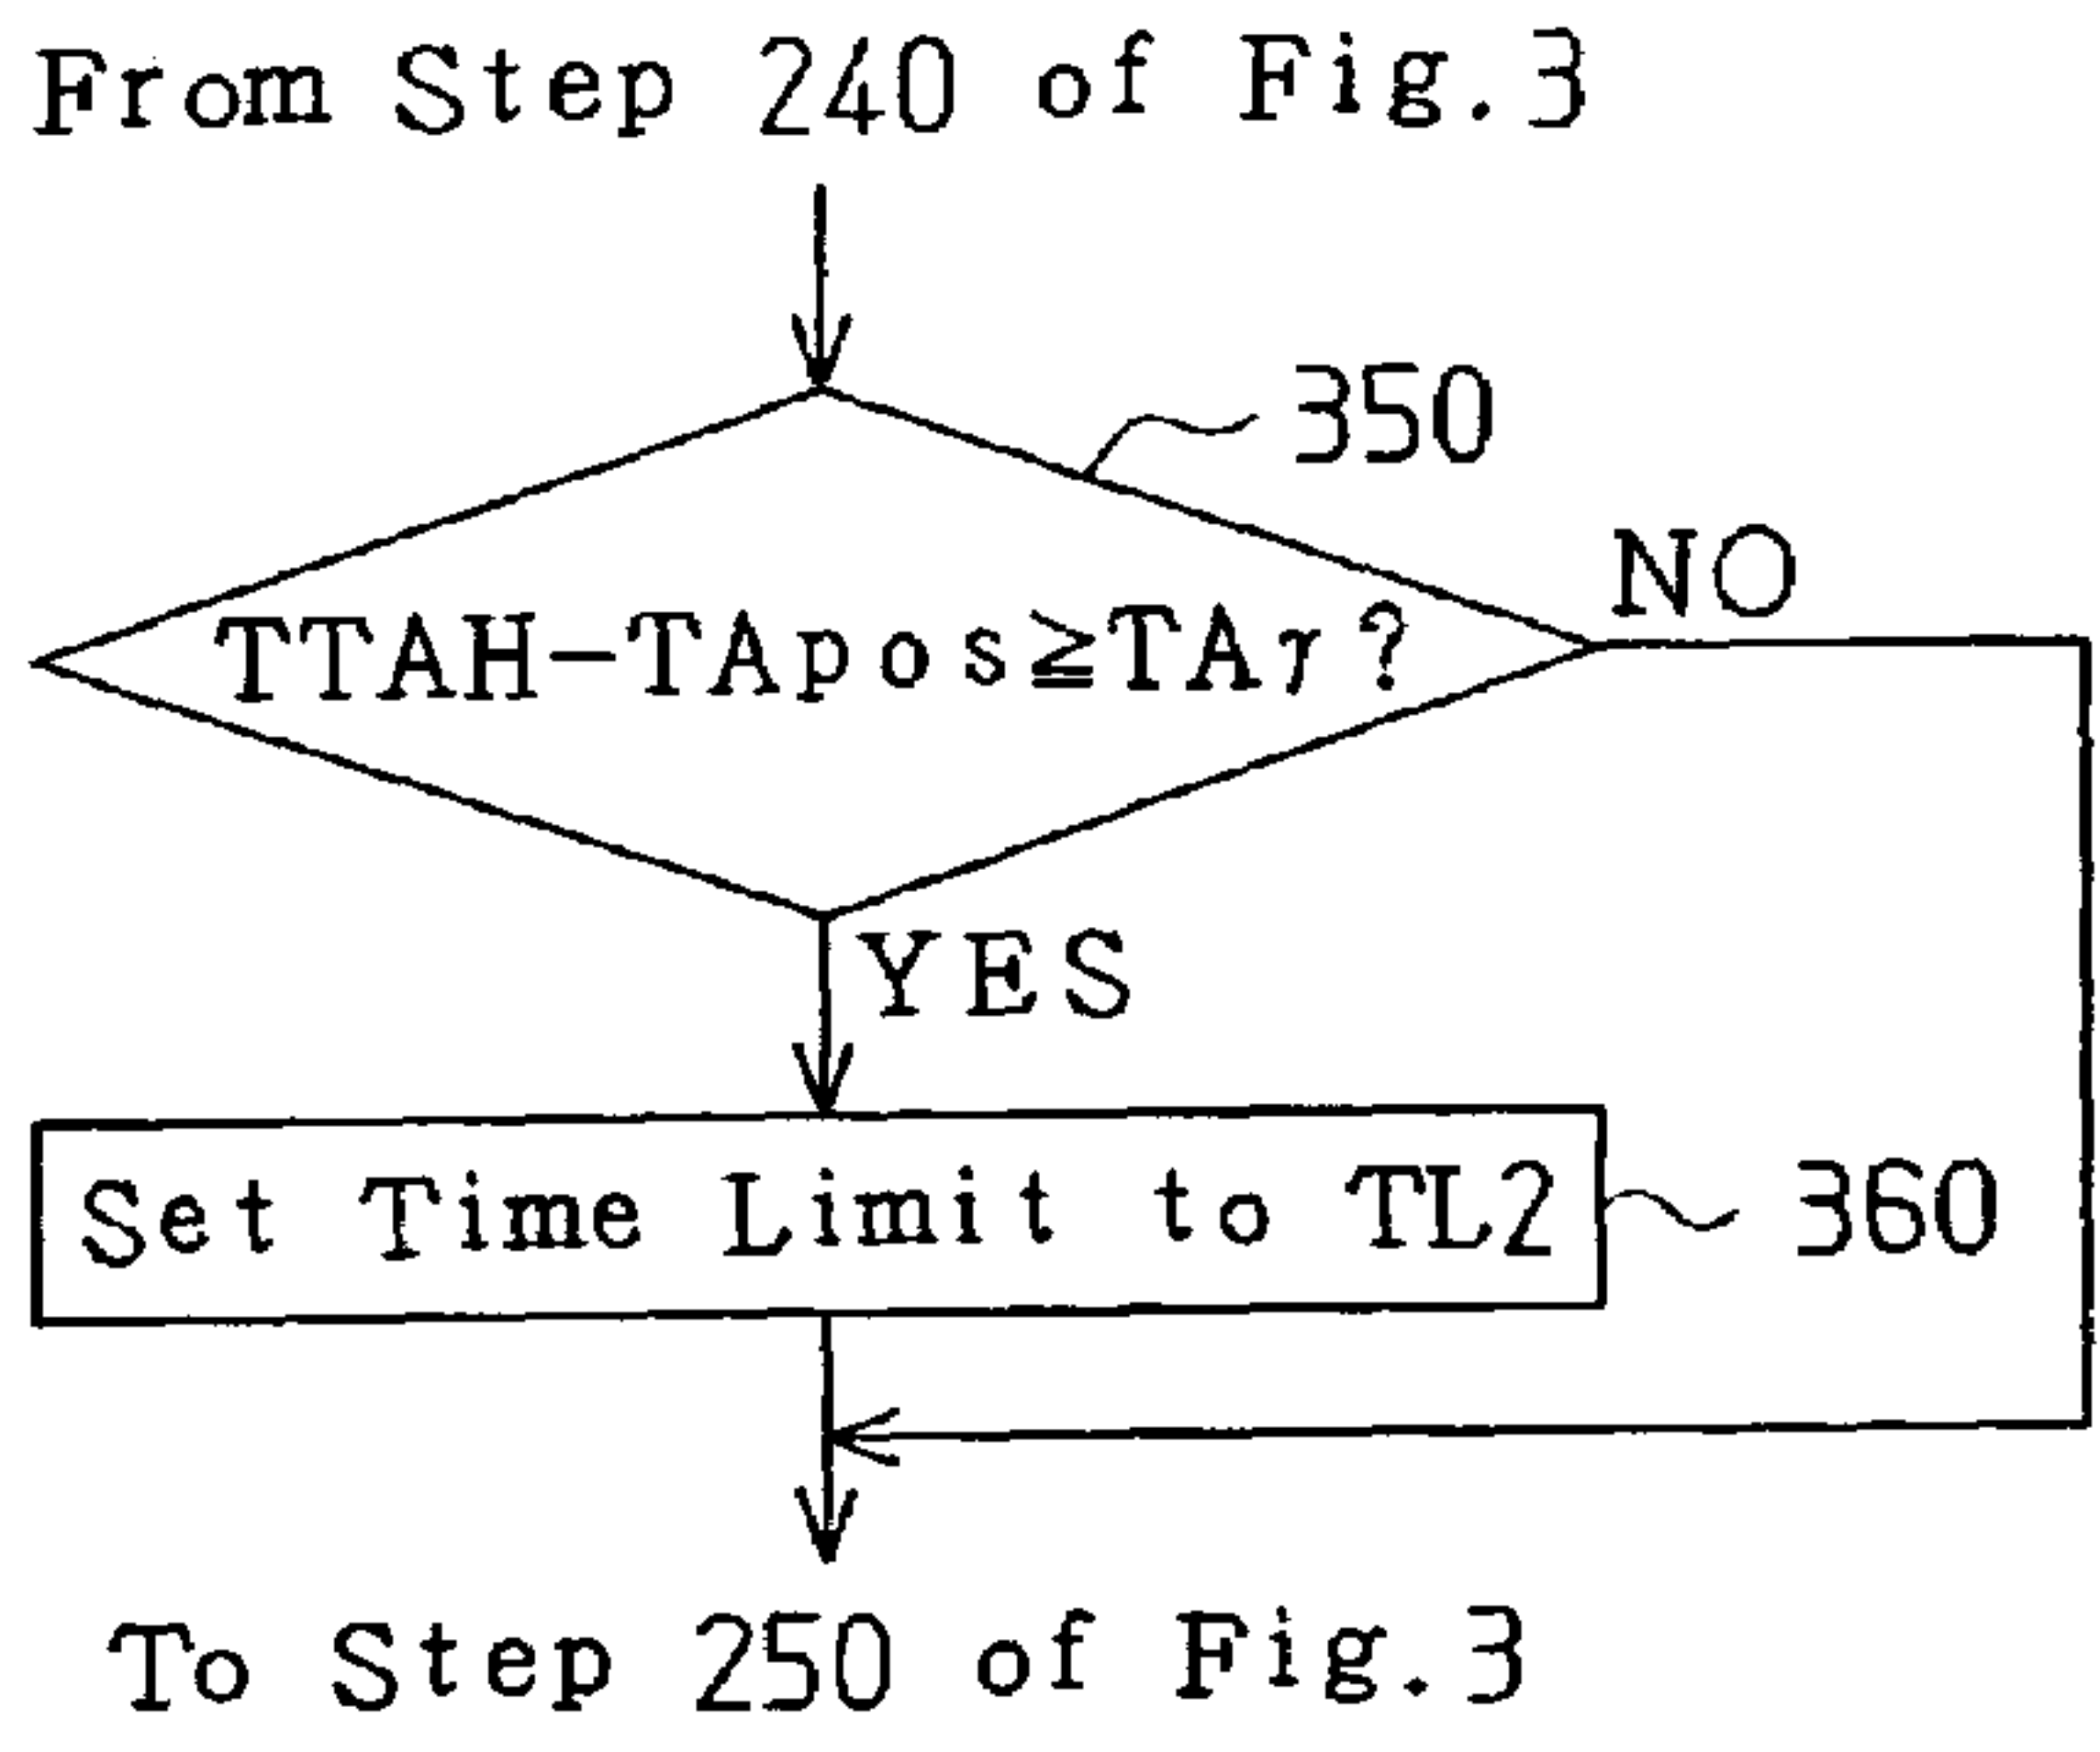 From Step 240 of Fig.3
350
NO
TTAH-TApos≧TAγ?
YES
Set Time Limit to TL2
360
To Step 250 of Fig.3